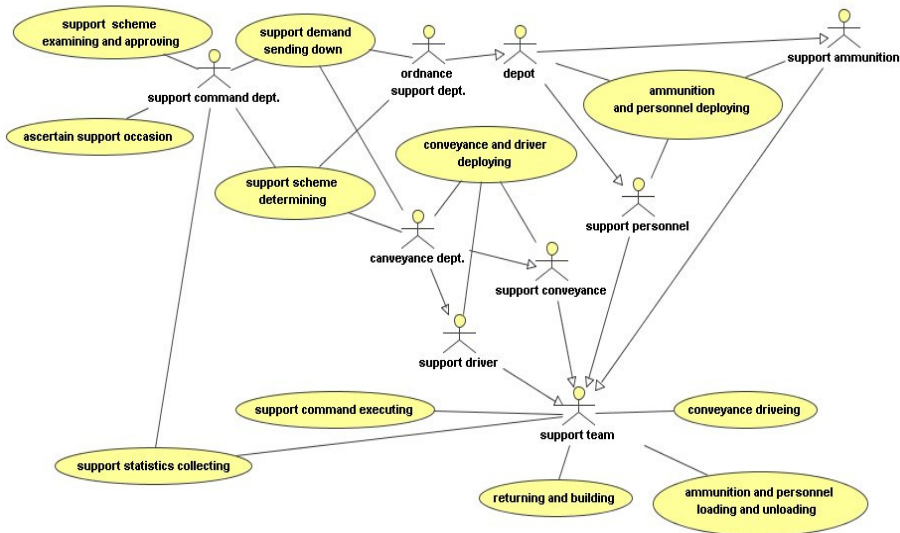 support scheme
examining and approving
support demand
sending down
ordnance
support dept.
depot
support ammunition
support command dept.
ammunition
and personnel deploying
ascertain support occasion
conveyance and driver
deploying
support scheme
determining
support personnel
canveyance dept.
support conveyance
support driver
support command executing
conveyance driveing
support team
support statistics collecting
returning and building
ammunition and personnel
loading and unloading